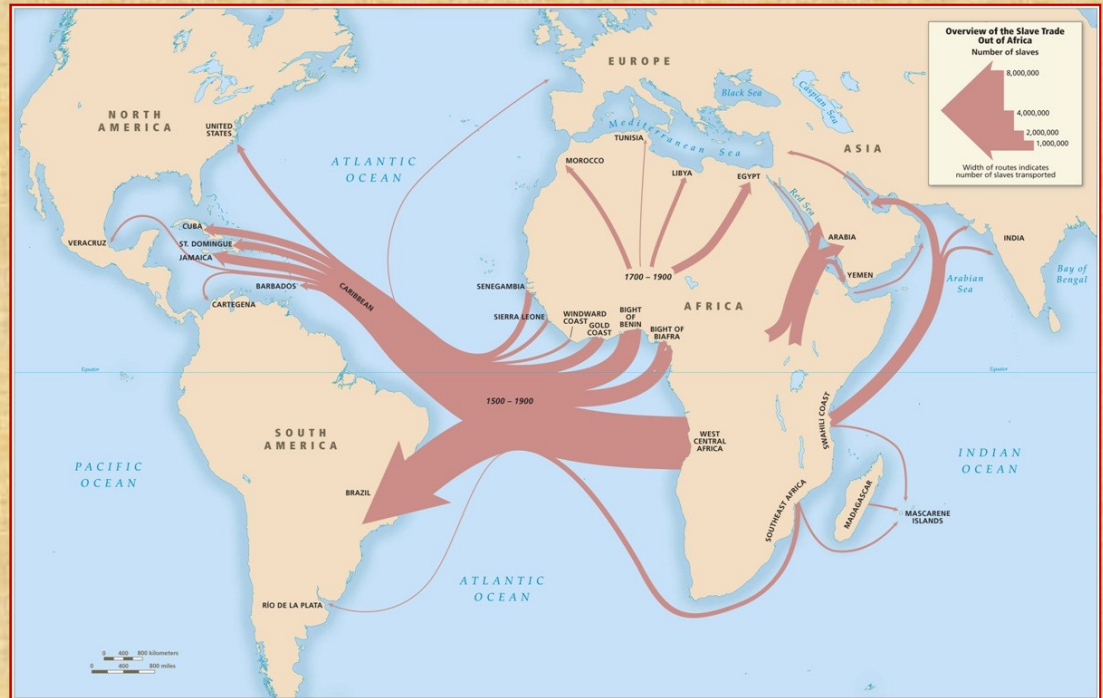 Overview of the Slave Trade
Out of Africa
Number of slaves
8,000,000
4,000,000
2,000,000
1,000,000
Width of routes indicates
number of slaves transported
EUROPE
Black Sea
Caspian Sea
NORTH
AMERICA
UNITED
STATES
ATLANTIC
OCEAN
Mediterranean Sea
TUNISIA
ASIA
MOROCCO
LIBYA
EGYPT
Red Sea
CUBA
VERACRUZ
ST. DOMINGUE
JAMAICA
ARABIA
INDIA
BARBADOS
CARIBBEAN
CARTEGENA
SENEGAMBIA
1700 – 1900
YEMEN
Arabian
Sea
Bay of
Bengal
AFRICA
SIERRA LEONE
WINDWARD
COAST
GOLD
COAST
BIGHT
OF
BENIN
BIGHT OF
BIAFRA
Equator
Equator
1500 – 1900
SOUTH
AMERICA
WEST
CENTRAL
AFRICA
SWAHILI COAST
PACIFIC
OCEAN
INDIAN
OCEAN
BRAZIL
SOUTHEAST AFRICA
MADAGASCAR
MASCARENE
ISLANDS
ATLANTIC
OCEAN
RÍO DE LA PLATA
0 400 800 kilometers
0 400 800 miles